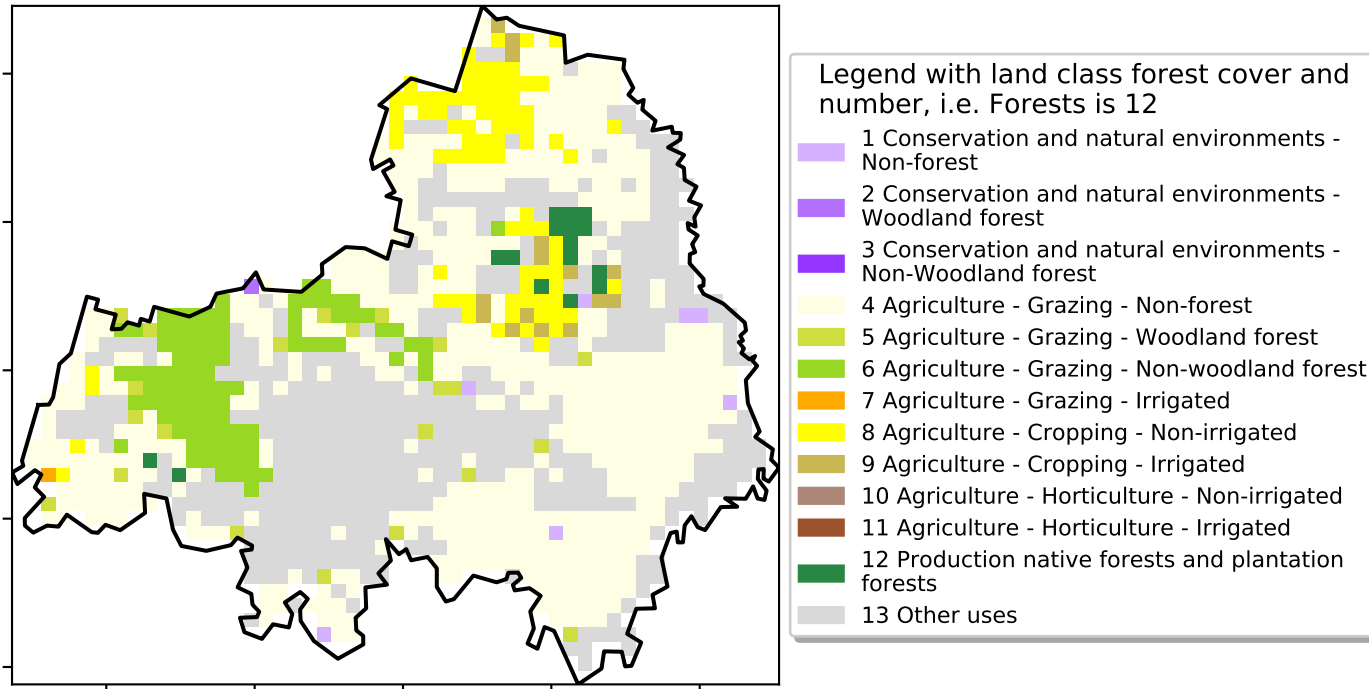 Legend with land class forest cover and
number, i.e. Forests is 12
1 Conservation and natural environments -
Non-forest
2 Conservation and natural environments -
Woodland forest
3 Conservation and natural environments -
Non-Woodland forest
4 Agriculture - Grazing - Non-forest
5 Agriculture - Grazing - Woodland forest
6 Agriculture - Grazing - Non-woodland forest
7 Agriculture - Grazing - Irrigated
8 Agriculture - Cropping - Non-irrigated
9 Agriculture - Cropping - Irrigated
10 Agriculture - Horticulture - Non-irrigated
11 Agriculture - Horticulture - Irrigated
12 Production native forests and plantation
forests
13 Other uses